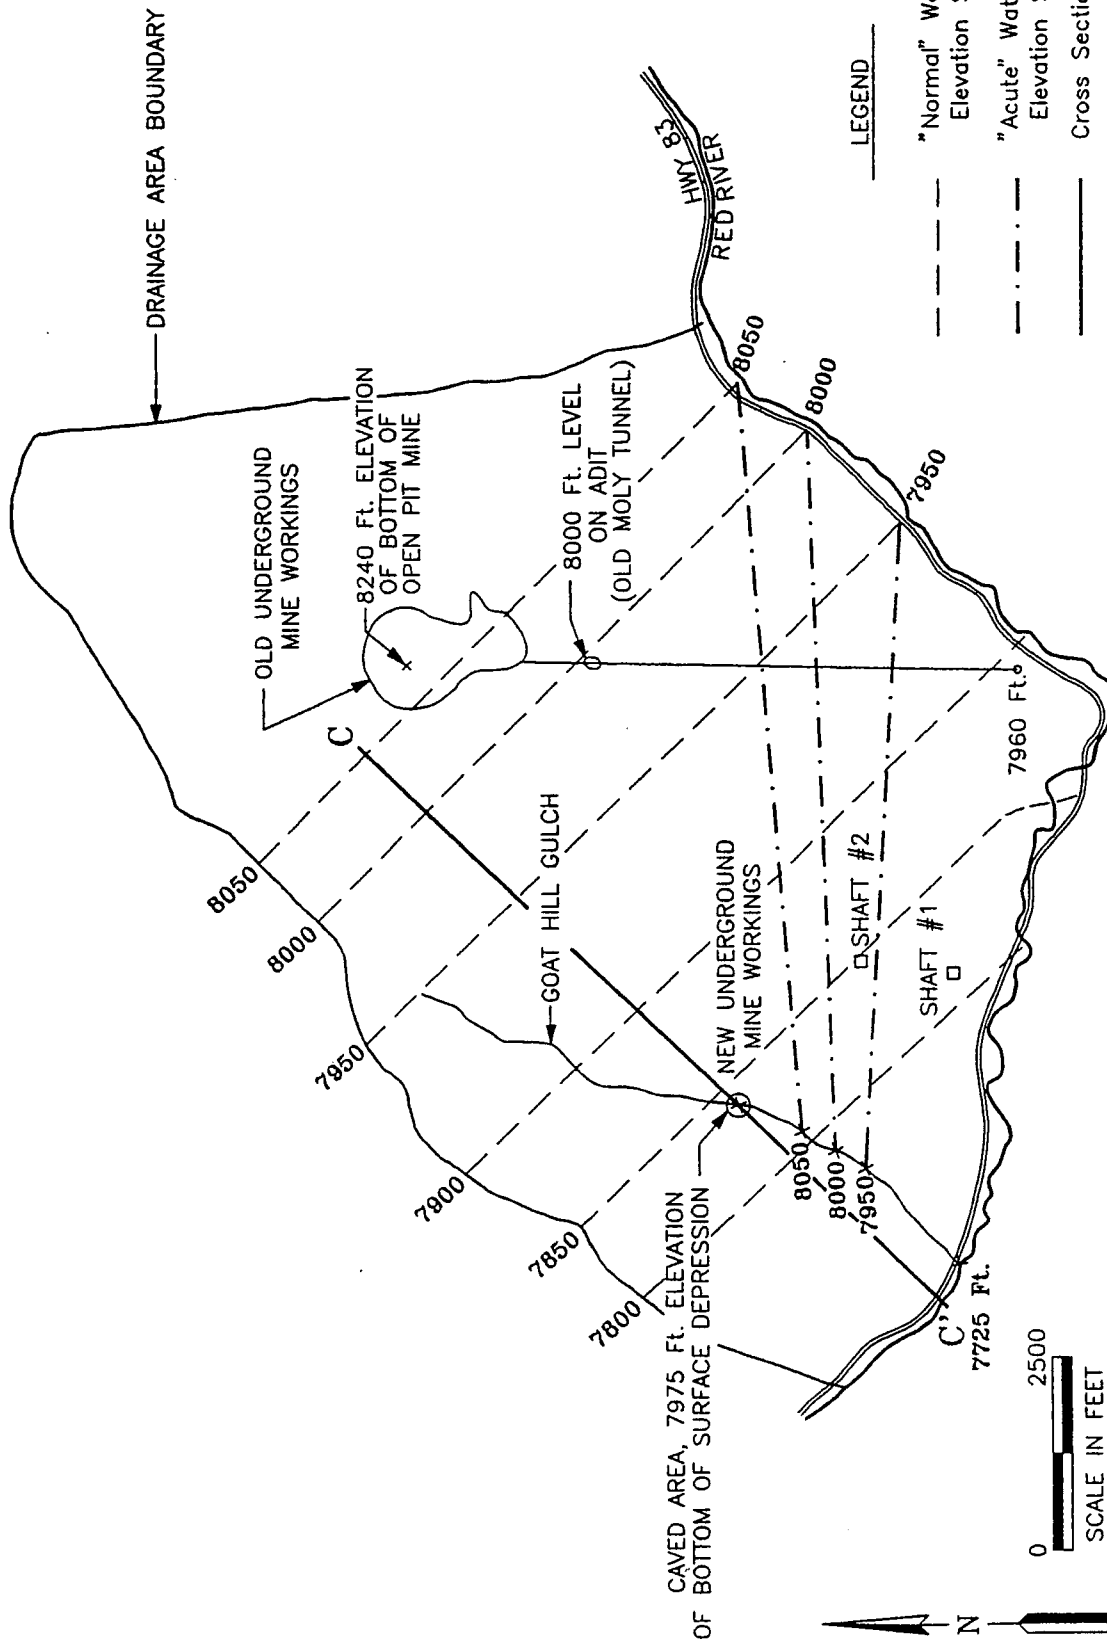 DRAINAGE AREA BOUNDARY
OLD UNDERGROUND
MINE WORKINGS
8240 Ft. ELEVATION
OF BOTTOM OF
OPEN PIT MINE
8000 Ft. LEVEL
ON ADIT
(OLD MOLY TUNNEL)
HWY 83
RED RIVER
8050
8000
7950
C
GOAT HILL GULCH
8050
8000
7950
7900
7850
7800
NEW UNDERGROUND
MINE WORKINGS
SHAFT #2
SHAFT #1
7960 Ft.
CAVED AREA, 7975 Ft. ELEVATION
OF BOTTOM OF SURFACE DEPRESSION
8050
8000
7950
C'
7725 Ft.
LEGEND
"Normal" Wa
Elevation S
"Acute" Wat
Elevation S
Cross Sectio
0 2500
SCALE IN FEET
N